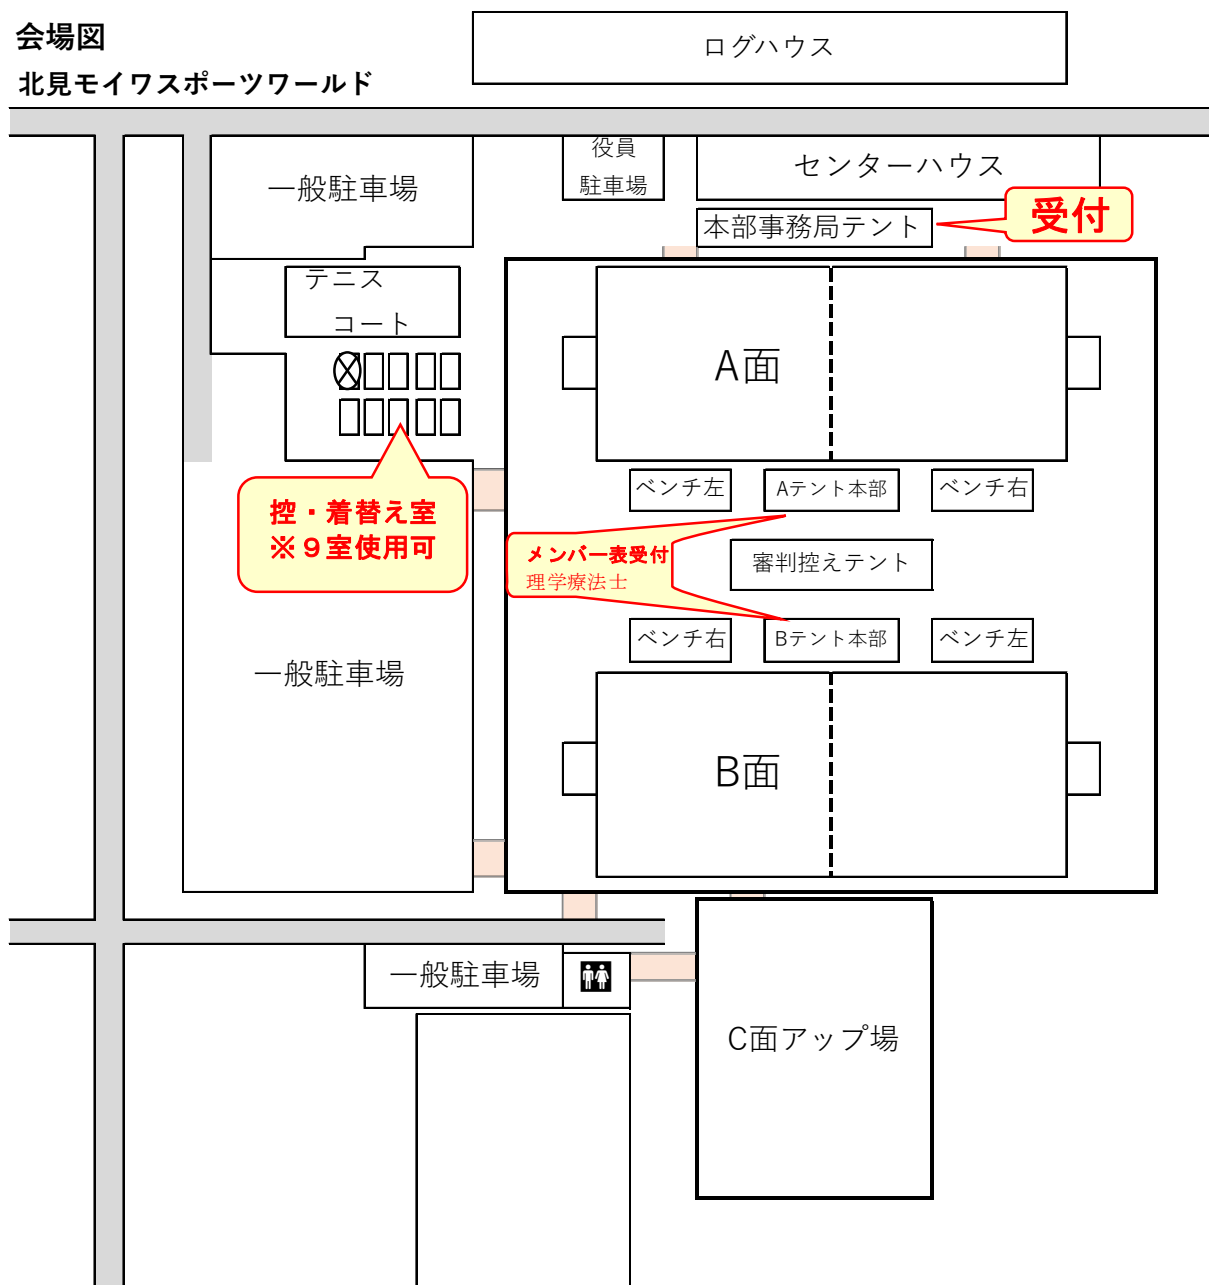 会場図
北見モイワスポーツワールド
ログハウス
一般駐車場
役員
駐車場
センターハウス
本部事務局テント
受付
テニス
コート
A面
控・着替え室
※９室使用可
ベンチ左
Aテント本部
ベンチ右
メンバー表受付
理学療法士
審判控えテント
ベンチ右
Bテント本部
ベンチ左
一般駐車場
B面
一般駐車場
C面アップ場